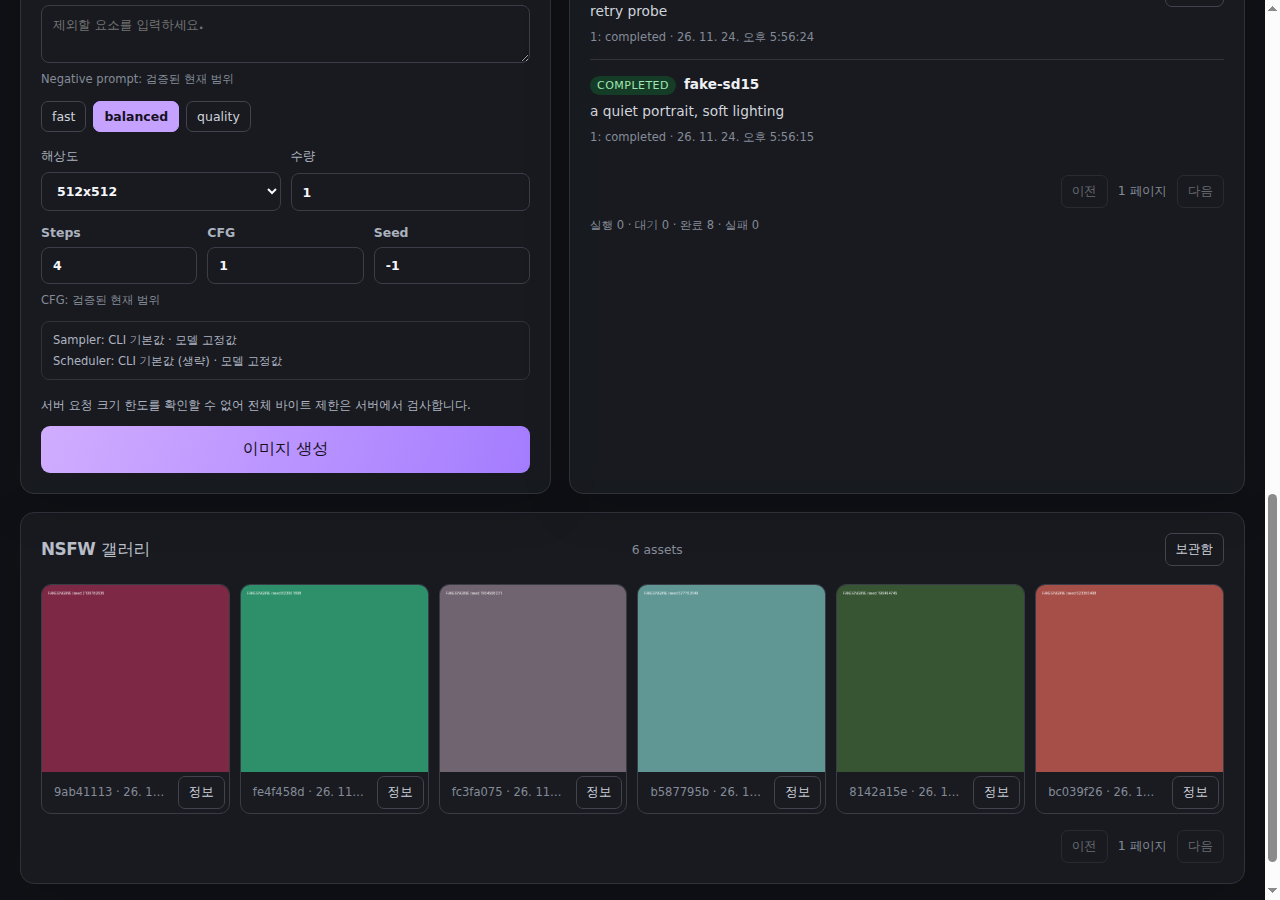 제외할 요소를 입력하세요.
Negative prompt: 검증된 현재 범위
fast
balanced
quality
해상도
수량
512x512
1
Steps
CFG
Seed
4
1
-1
CFG: 검증된 현재 범위
Sampler: CLI 기본값 · 모델 고정값
Scheduler: CLI 기본값 (생략) · 모델 고정값
서버 요청 크기 한도를 확인할 수 없어 전체 바이트 제한은 서버에서 검사합니다.
이미지 생성
retry probe
1: completed · 26. 11. 24. 오후 5:56:24
COMPLETED fake-sd15
a quiet portrait, soft lighting
1: completed · 26. 11. 24. 오후 5:56:15
이전 1 페이지 다음
실행 0 · 대기 0 · 완료 8 · 실패 0
NSFW 갤러리
6 assets
보관함
9ab41113 · 26. 1…
정보
fe4f458d · 26. 11…
정보
fc3fa075 · 26. 11…
정보
b587795b · 26. 1…
정보
8142a15e · 26. 1…
정보
bc039f26 · 26. 1…
정보
이전 1 페이지 다음